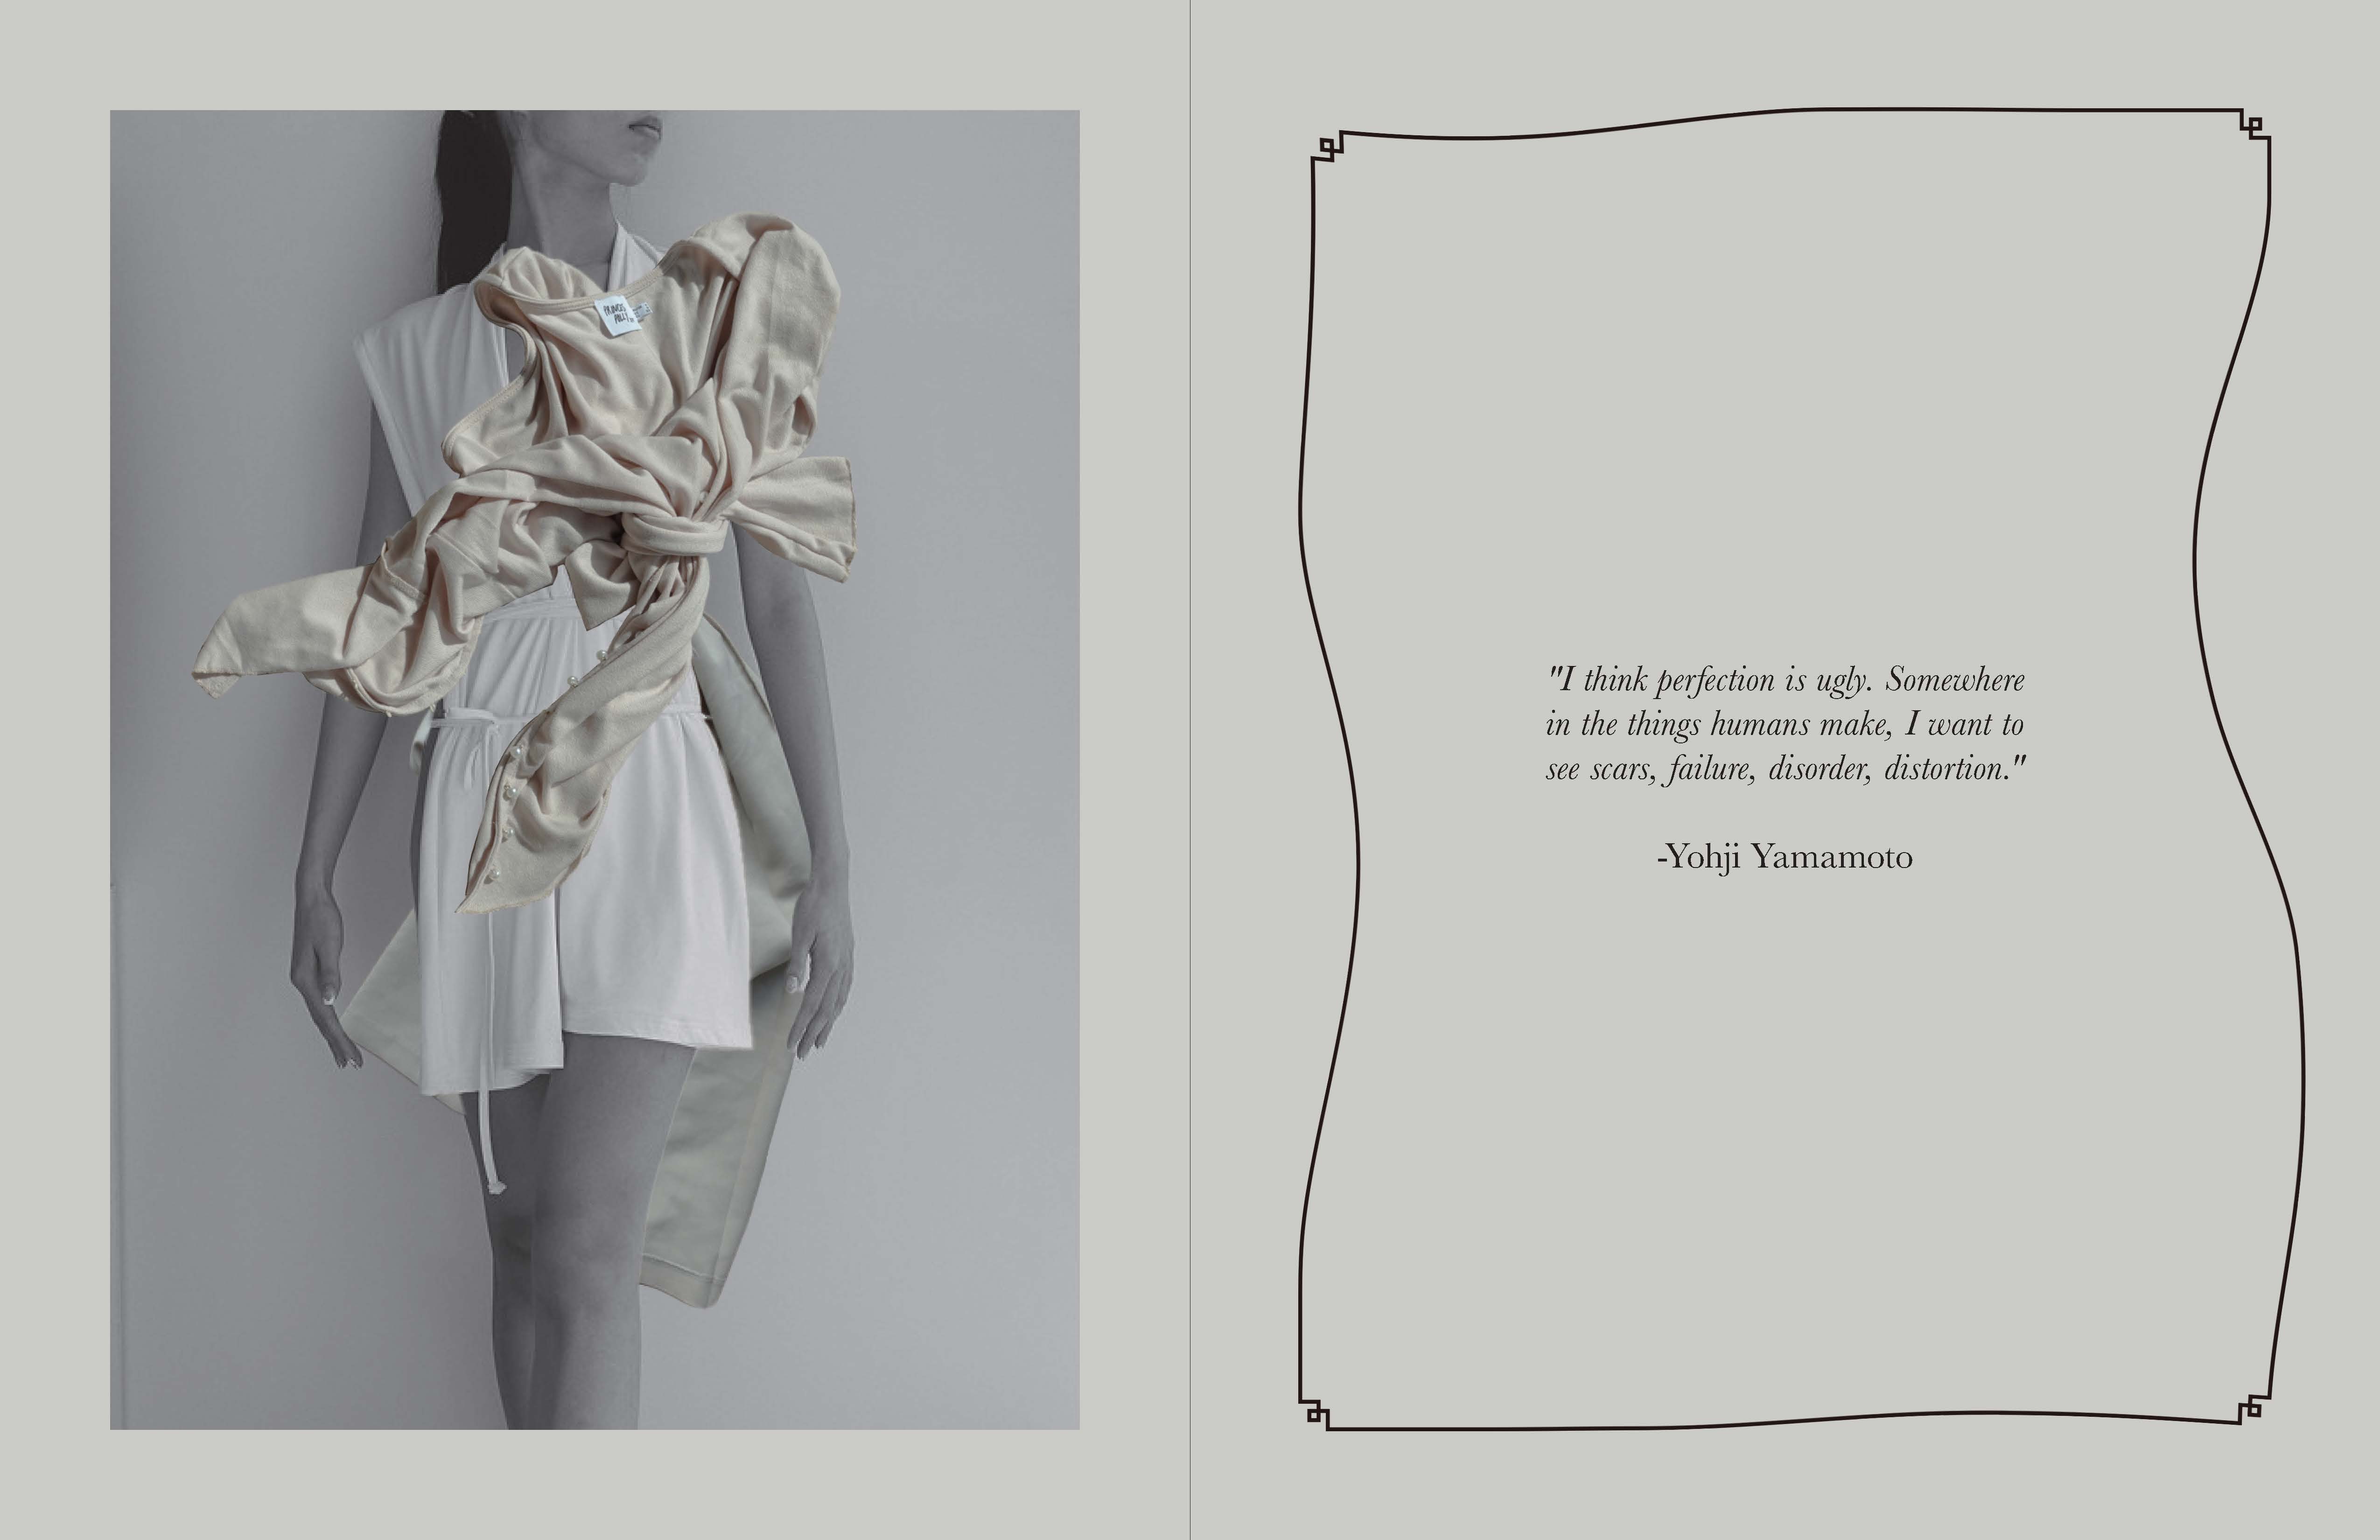 "I think perfection is ugly. Somewhere
in the things humans make, I want to
see scars, failure, disorder, distortion."
-Yohji Yamamoto